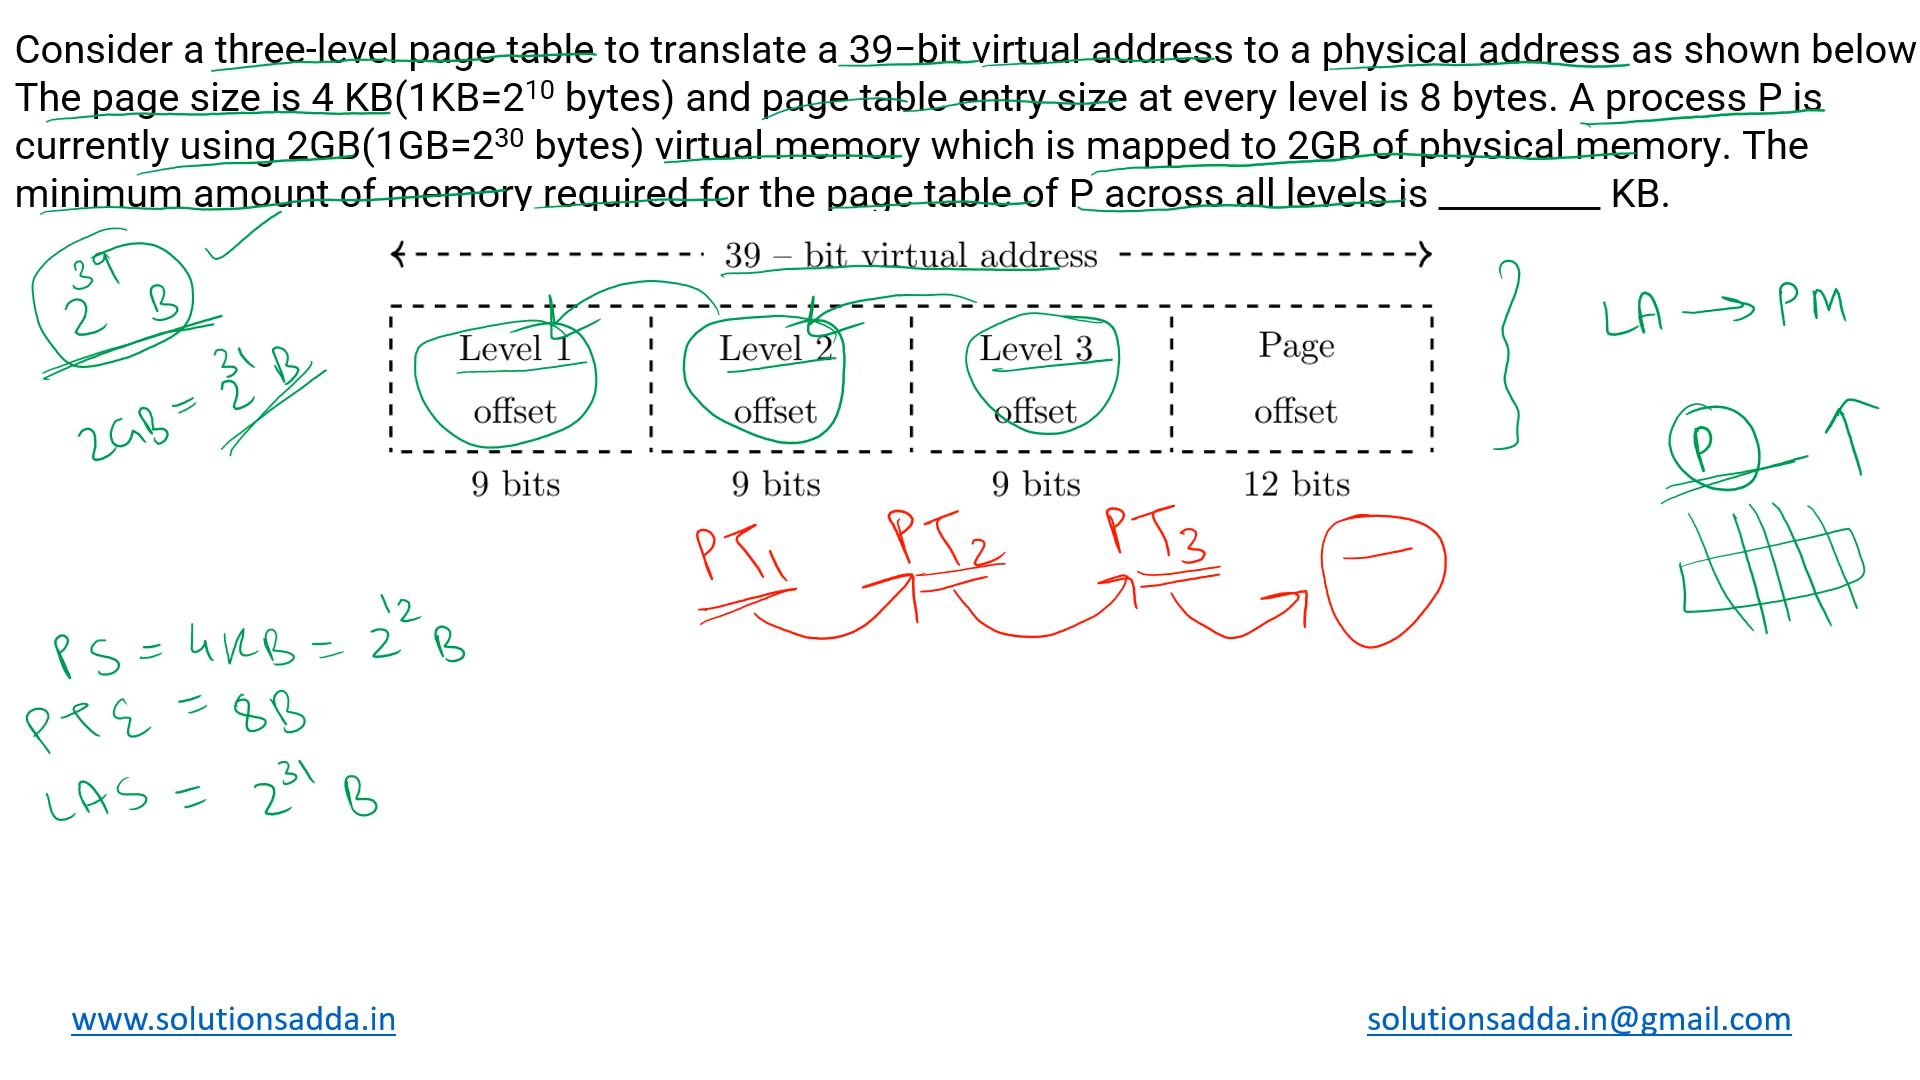 Consider a three-level page table to translate a 39−bit virtual address to a physical address as shown below
The page size is 4 KB(1KB=2¹⁰ bytes) and page table entry size at every level is 8 bytes. A process P is
currently using 2GB(1GB=2³⁰ bytes) virtual memory which is mapped to 2GB of physical memory. The
minimum amount of memory required for the page table of P across all levels is ________ KB.
39 – bit virtual address
2³⁹ B
2GB = 2³¹ B
Level 1 offset
Level 2 offset
Level 3 offset
Page offset
9 bits
9 bits
9 bits
12 bits
LA → PM
P
PT₁
PT₂
PT₃
PS = 4KB = 2¹² B
PTE = 8B
LAS = 2³¹ B
www.solutionsadda.in
solutionsadda.in@gmail.com